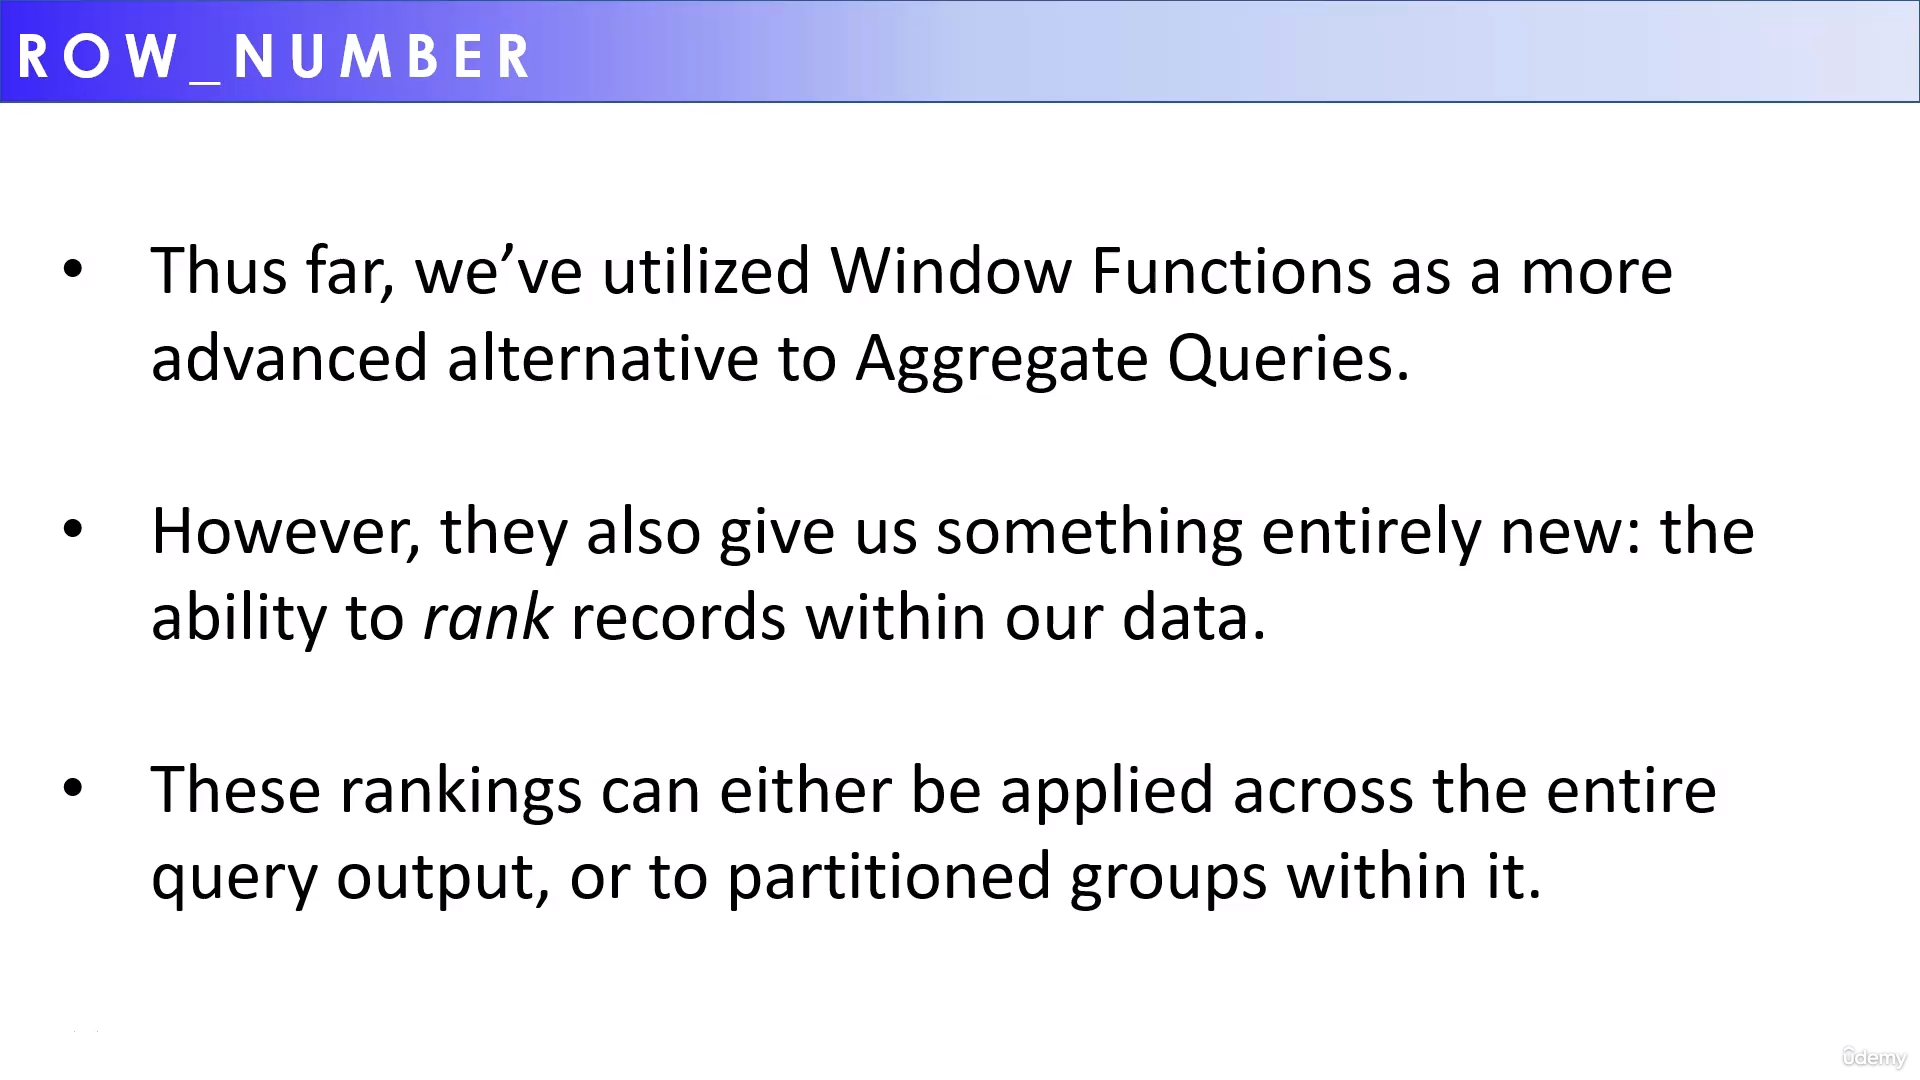 ROW_NUMBER
• Thus far, we’ve utilized Window Functions as a more
advanced alternative to Aggregate Queries.
• However, they also give us something entirely new: the
ability to rank records within our data.
• These rankings can either be applied across the entire
query output, or to partitioned groups within it.
ûdemy